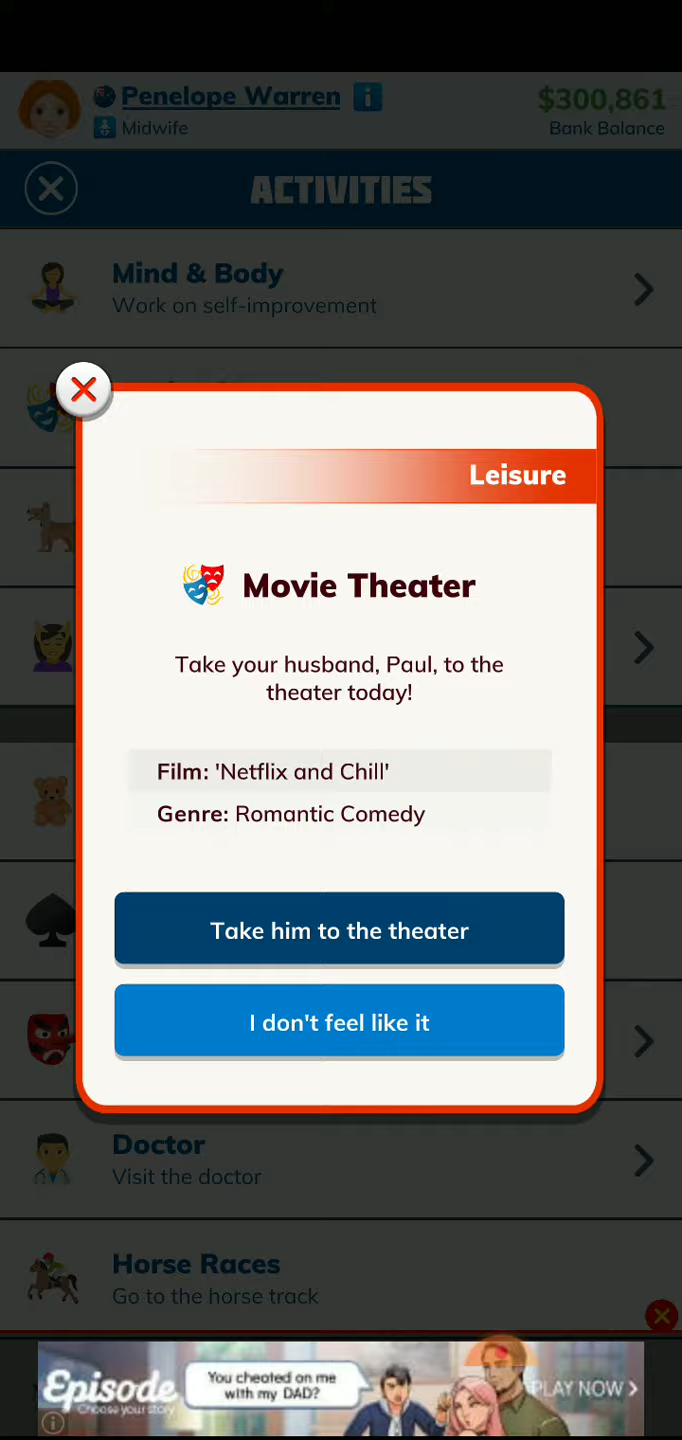 Penelope Warren
$300,861
Midwife
Bank Balance
ACTIVITIES
Mind & Body
Work on self-improvement
Leisure
Movie Theater
Take your husband, Paul, to the
theater today!
Film: 'Netflix and Chill'
Genre: Romantic Comedy
Take him to the theater
I don't feel like it
Doctor
Visit the doctor
Horse Races
Go to the horse track
Episode
Choose your story
You cheated on me
with my DAD?
PLAY NOW